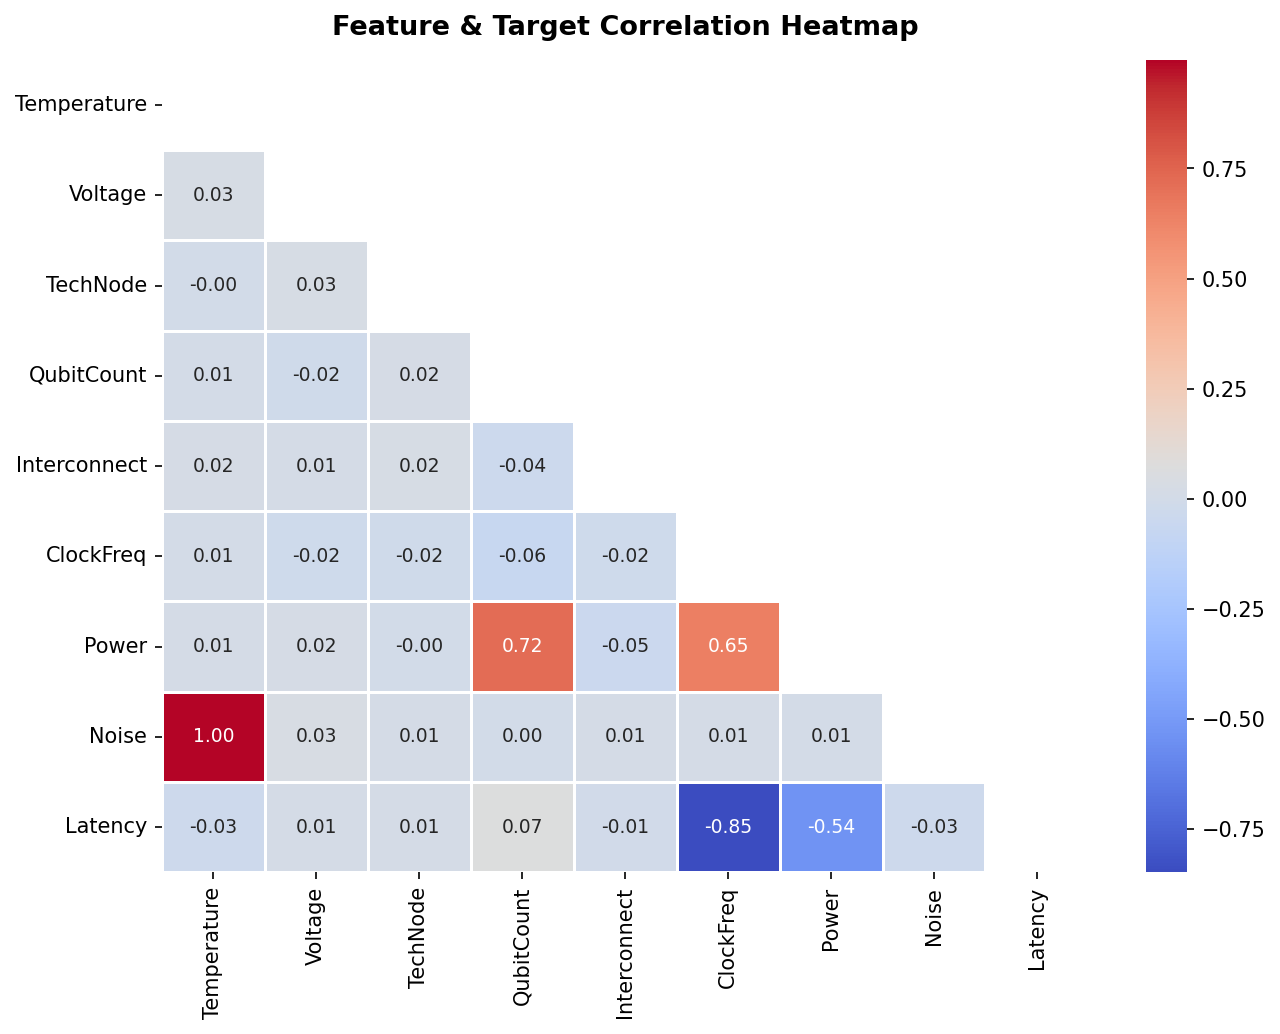 Feature & Target Correlation Heatmap
Temperature
Voltage 0.03
TechNode -0.00 0.03
QubitCount 0.01 -0.02 0.02
Interconnect 0.02 0.01 0.02 -0.04
ClockFreq 0.01 -0.02 -0.02 -0.06 -0.02
Power 0.01 0.02 -0.00 0.72 -0.05 0.65
Noise 1.00 0.03 0.01 0.00 0.01 0.01 0.01
Latency -0.03 0.01 0.01 0.07 -0.01 -0.85 -0.54 -0.03
Temperature
Voltage
TechNode
QubitCount
Interconnect
ClockFreq
Power
Noise
Latency
0.75
0.50
0.25
0.00
−0.25
−0.50
−0.75